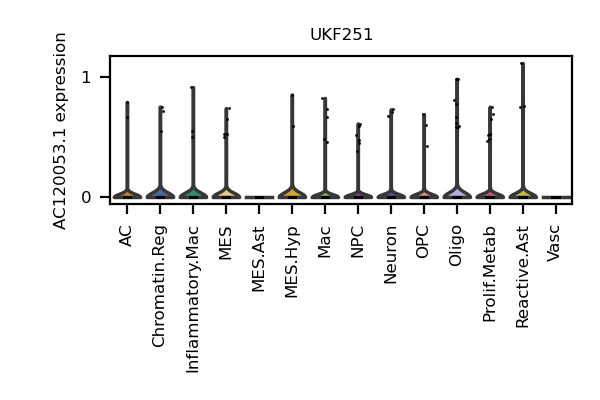 UKF251
AC120053.1 expression
1
0
AC
Chromatin.Reg
Inflammatory.Mac
MES
MES.Ast
MES.Hyp
Mac
NPC
Neuron
OPC
Oligo
Prolif.Metab
Reactive.Ast
Vasc